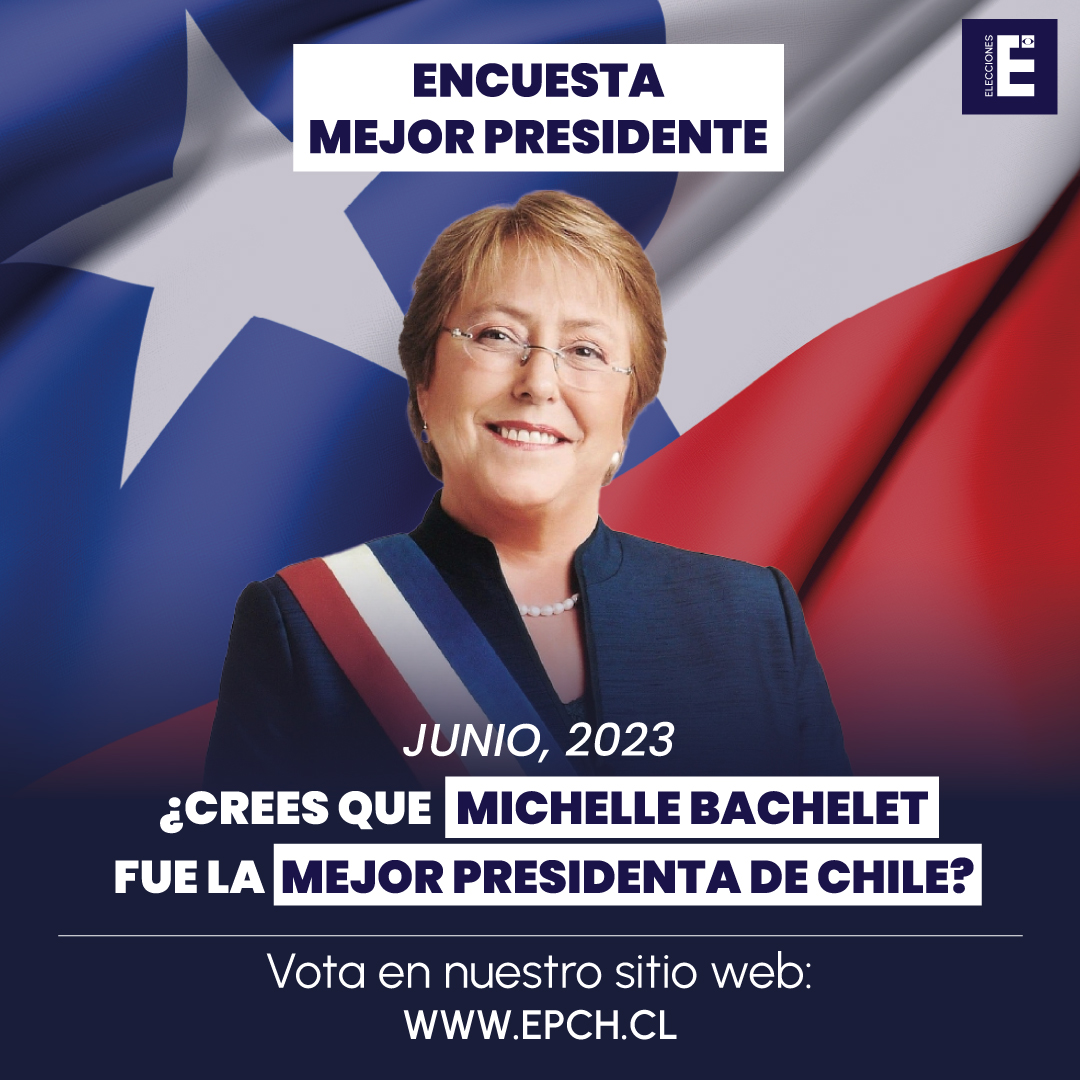 ENCUESTA
MEJOR PRESIDENTE
ELECCIONES
E
JUNIO, 2023
¿CREES QUE MICHELLE BACHELET
FUE LA MEJOR PRESIDENTA DE CHILE?
Vota en nuestro sitio web:
WWW.EPCH.CL